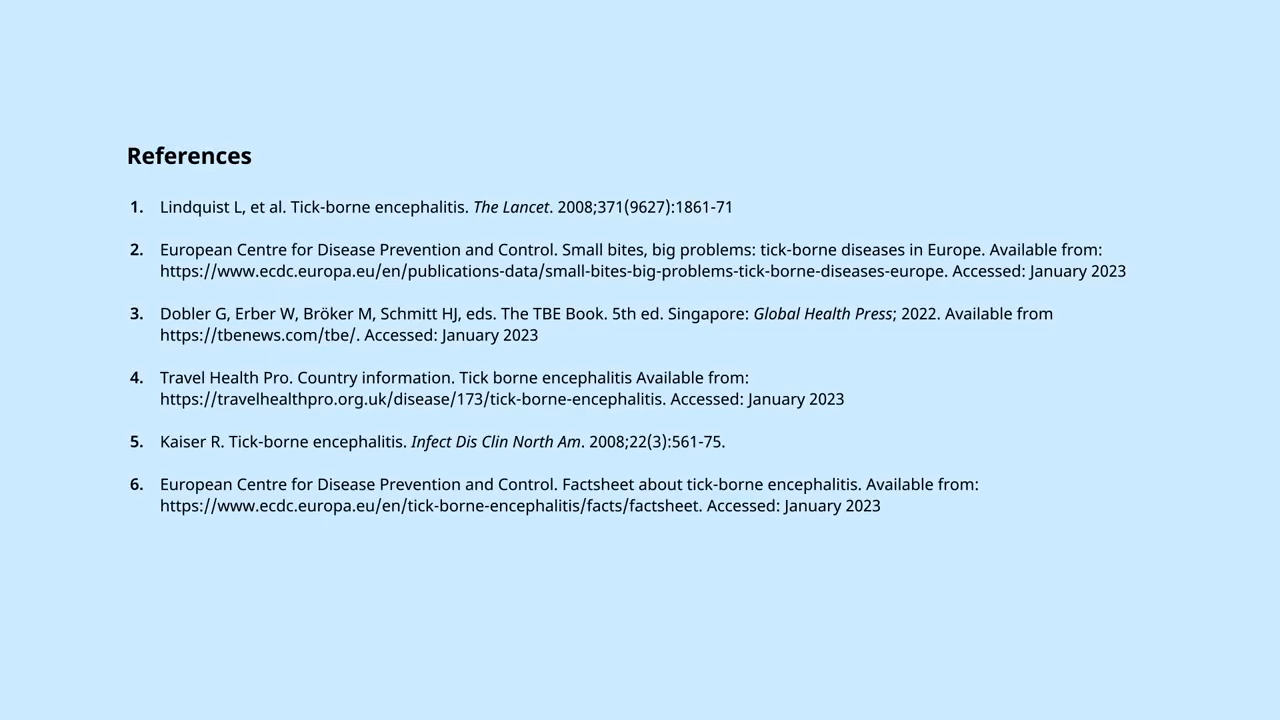 References
1. Lindquist L, et al. Tick-borne encephalitis. The Lancet. 2008;371(9627):1861-71
2. European Centre for Disease Prevention and Control. Small bites, big problems: tick-borne diseases in Europe. Available from:
https://www.ecdc.europa.eu/en/publications-data/small-bites-big-problems-tick-borne-diseases-europe. Accessed: January 2023
3. Dobler G, Erber W, Bröker M, Schmitt HJ, eds. The TBE Book. 5th ed. Singapore: Global Health Press; 2022. Available from
https://tbenews.com/tbe/. Accessed: January 2023
4. Travel Health Pro. Country information. Tick borne encephalitis Available from:
https://travelhealthpro.org.uk/disease/173/tick-borne-encephalitis. Accessed: January 2023
5. Kaiser R. Tick-borne encephalitis. Infect Dis Clin North Am. 2008;22(3):561-75.
6. European Centre for Disease Prevention and Control. Factsheet about tick-borne encephalitis. Available from:
https://www.ecdc.europa.eu/en/tick-borne-encephalitis/facts/factsheet. Accessed: January 2023